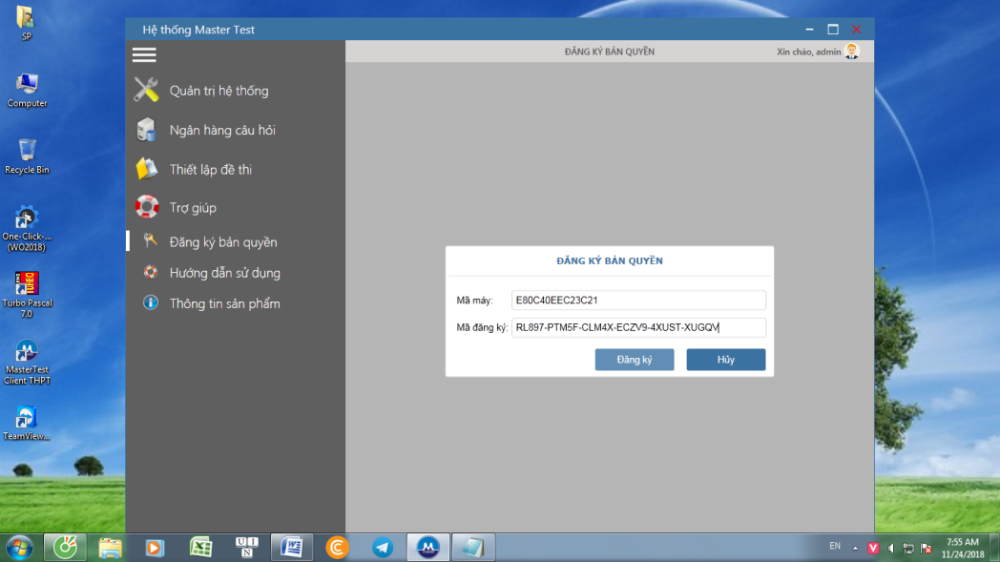 SP
Computer
Recycle Bin
One-Click-...
(WO2018)
Turbo Pascal
7.0
MasterTest
Client THPT
TeamView...
Hệ thống Master Test
ĐĂNG KÝ BẢN QUYỀN
Xin chào, admin
Quản trị hệ thống
Ngân hàng câu hỏi
Thiết lập đề thi
Trợ giúp
Đăng ký bản quyền
Hướng dẫn sử dụng
Thông tin sản phẩm
ĐĂNG KÝ BẢN QUYỀN
Mã máy: E80C40EEC23C21
Mã đăng ký: RL897-PTM5F-CLM4X-ECZV9-4XUST-XUGQV
Đăng ký
Hủy
EN
7:55 AM
11/24/2018